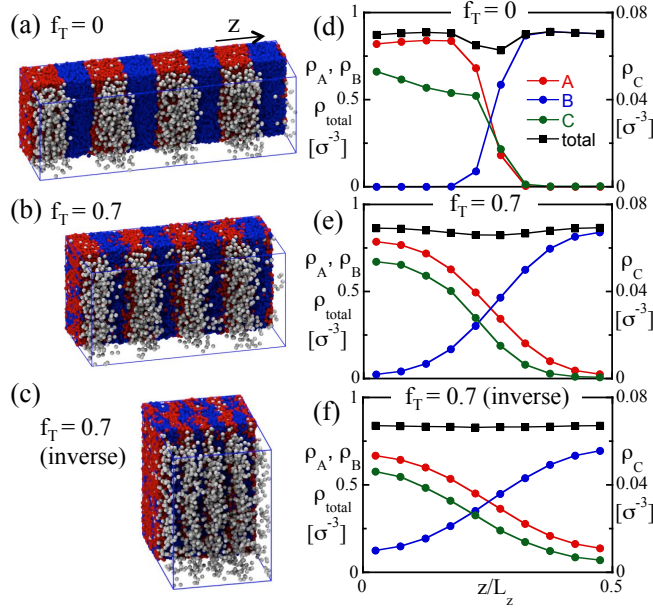 (a) f_T = 0
z
(b) f_T = 0.7
(c)
f_T = 0.7
(inverse)
(d) f_T = 0
1
0.5
0
ρ_A, ρ_B
ρ_total
[σ^-3]
0.08
0.04
0
ρ_C
[σ^-3]
A
B
C
total
(e) f_T = 0.7
1
0.5
0
ρ_A, ρ_B
ρ_total
[σ^-3]
0.08
0.04
0
ρ_C
[σ^-3]
(f) f_T = 0.7 (inverse)
1
0.5
0
ρ_A, ρ_B
ρ_total
[σ^-3]
0.08
0.04
0
ρ_C
[σ^-3]
0
0.5
z/L_z